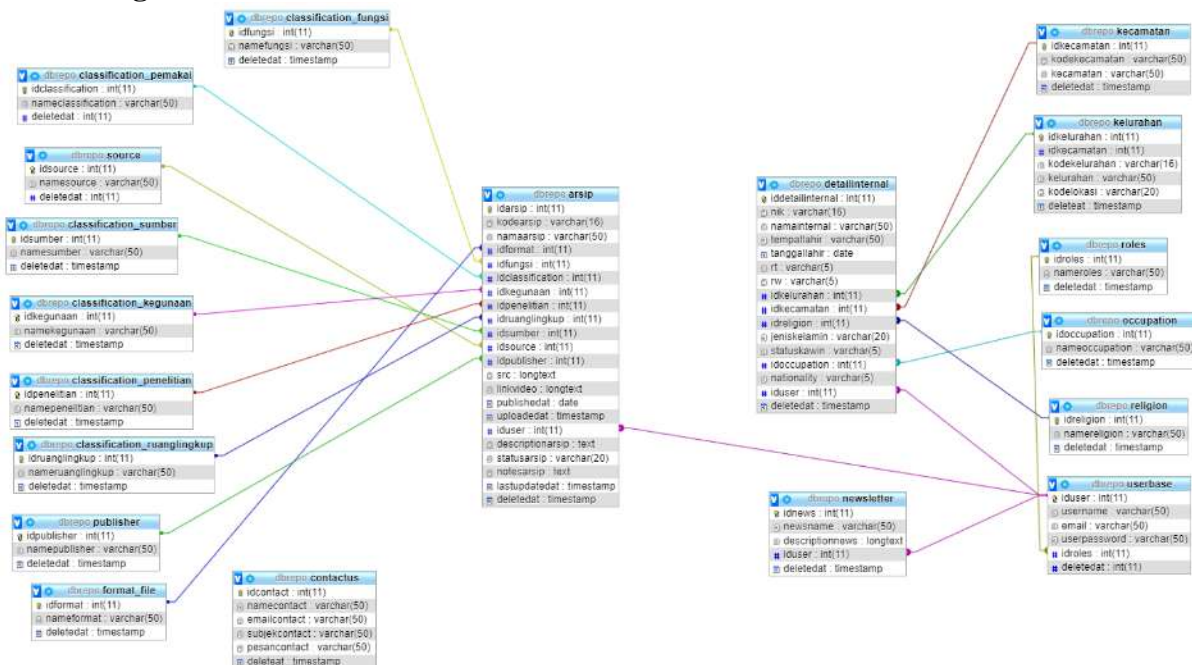 dbrepo classification_fungsi
idfungsi : int(11)
namefungsi : varchar(50)
deletedat : timestamp
dbrepo classification_pemakai
idclassification : int(11)
nameclassification : varchar(50)
deletedat : int(11)
dbrepo source
idsource : int(11)
namesource : varchar(50)
deletedat : int(11)
dbrepo classification_sumber
idsumber : int(11)
namesumber : varchar(50)
deletedat : timestamp
dbrepo classification_kegunaan
idkegunaan : int(11)
namekegunaan : varchar(50)
deletedat : timestamp
dbrepo classification_penelitian
idpenelitian : int(11)
namepenelitian : varchar(50)
deletedat : timestamp
dbrepo classification_ruanglingkup
idruanglingkup : int(11)
nameruanglingkup : varchar(50)
deletedat : timestamp
dbrepo publisher
idpublisher : int(11)
namepublisher : varchar(50)
deletedat : timestamp
dbrepo format_file
idformat : int(11)
nameformat : varchar(50)
deletedat : timestamp
dbrepo contactus
idcontact : int(11)
namecontact : varchar(50)
emailcontact : varchar(50)
subjekcontact : varchar(50)
pesancontact : varchar(50)
deleteat : timestamp
dbrepo arsip
idarsip : int(11)
kodearsip : varchar(16)
namaarsip : varchar(50)
idformat : int(11)
idfungsi : int(11)
idclassification : int(11)
idkegunaan : int(11)
idpenelitian : int(11)
idruanglingkup : int(11)
idsumber : int(11)
idsource : int(11)
idpublisher : int(11)
src : longtext
linkvideo : longtext
publishedat : date
uploadedat : timestamp
iduser : int(11)
descriptionarsip : text
statusarsip : varchar(20)
notesarsip : text
lastupdatedat : timestamp
deletedat : timestamp
dbrepo detailinternal
iddetailinternal : int(11)
nik : varchar(16)
namainternal : varchar(50)
tempatlahir : varchar(50)
tanggallahir : date
rt : varchar(5)
rw : varchar(5)
idkelurahan : int(11)
idkecamatan : int(11)
idreligion : int(11)
jeniskelamin : varchar(20)
statuskawin : varchar(5)
idoccupation : int(11)
nationality : varchar(5)
iduser : int(11)
deletedat : timestamp
dbrepo newsletter
idnews : int(11)
newsname : varchar(50)
descriptionnews : longtext
iduser : int(11)
deletedat : timestamp
dbrepo kecamatan
idkecamatan : int(11)
kodekecamatan : varchar(50)
kecamatan : varchar(50)
deletedat : timestamp
dbrepo kelurahan
idkelurahan : int(11)
idkecamatan : int(11)
kodekelurahan : varchar(16)
kelurahan : varchar(50)
kodelokasi : varchar(20)
deleteat : timestamp
dbrepo roles
idroles : int(11)
nameroles : varchar(50)
deletedat : timestamp
dbrepo occupation
idoccupation : int(11)
nameoccupation : varchar(50)
deletedat : timestamp
dbrepo religion
idreligion : int(11)
namereligion : varchar(50)
deletedat : timestamp
dbrepo userbase
iduser : int(11)
username : varchar(50)
email : varchar(50)
userpassword : varchar(50)
idroles : int(11)
deletedat : int(11)